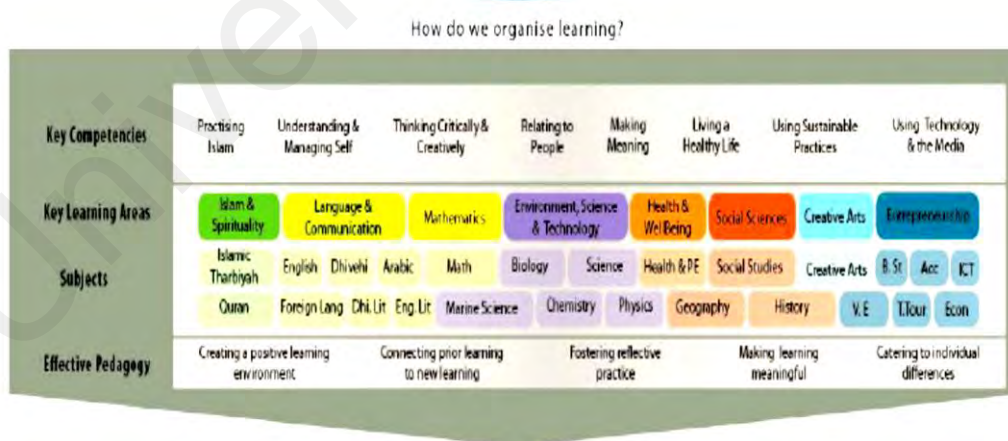 How do we organise learning?
Key Competencies
Practising Islam
Understanding & Managing Self
Thinking Critically & Creatively
Relating to People
Making Meaning
Living a Healthy Life
Using Sustainable Practices
Using Technology & the Media
Key Learning Areas
Islam & Spirituality
Language & Communication
Mathematics
Environment, Science & Technology
Health & Wel Being
Social Sciences
Creative Arts
Entrepreneurship
Subjects
Islamic Tharbiyah
English
Dhivehi
Arabic
Math
Biology
Science
Health & PE
Social Studies
Creative Arts
B. St
Acc
ICT
Quran
Foreign Lang
Dhi. Lit
Eng. Lit
Marine Science
Chemistry
Physics
Geography
History
V. E
T.Tour
Econ
Effective Pedagogy
Creating a positive learning environment
Connecting prior learning to new learning
Fostering reflective practice
Making learning meaningful
Catering to individual differences